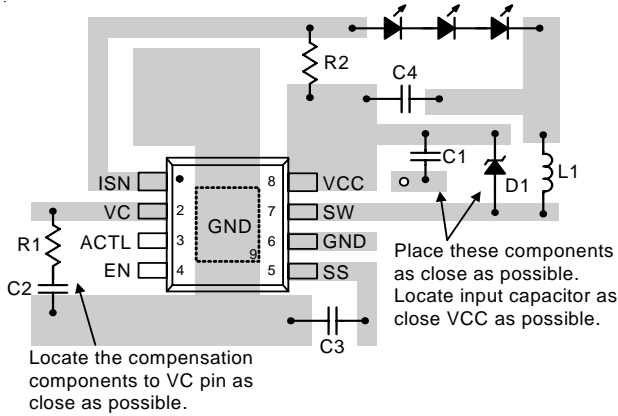 R2
C4
ISN
8
VCC
C1
D1
L1
VC
2
GND
7
SW
R1
ACTL
3
6
GND
9
EN
4
5
SS
C2
C3
Place these components
as close as possible.
Locate input capacitor as
close VCC as possible.
Locate the compensation
components to VC pin as
close as possible.